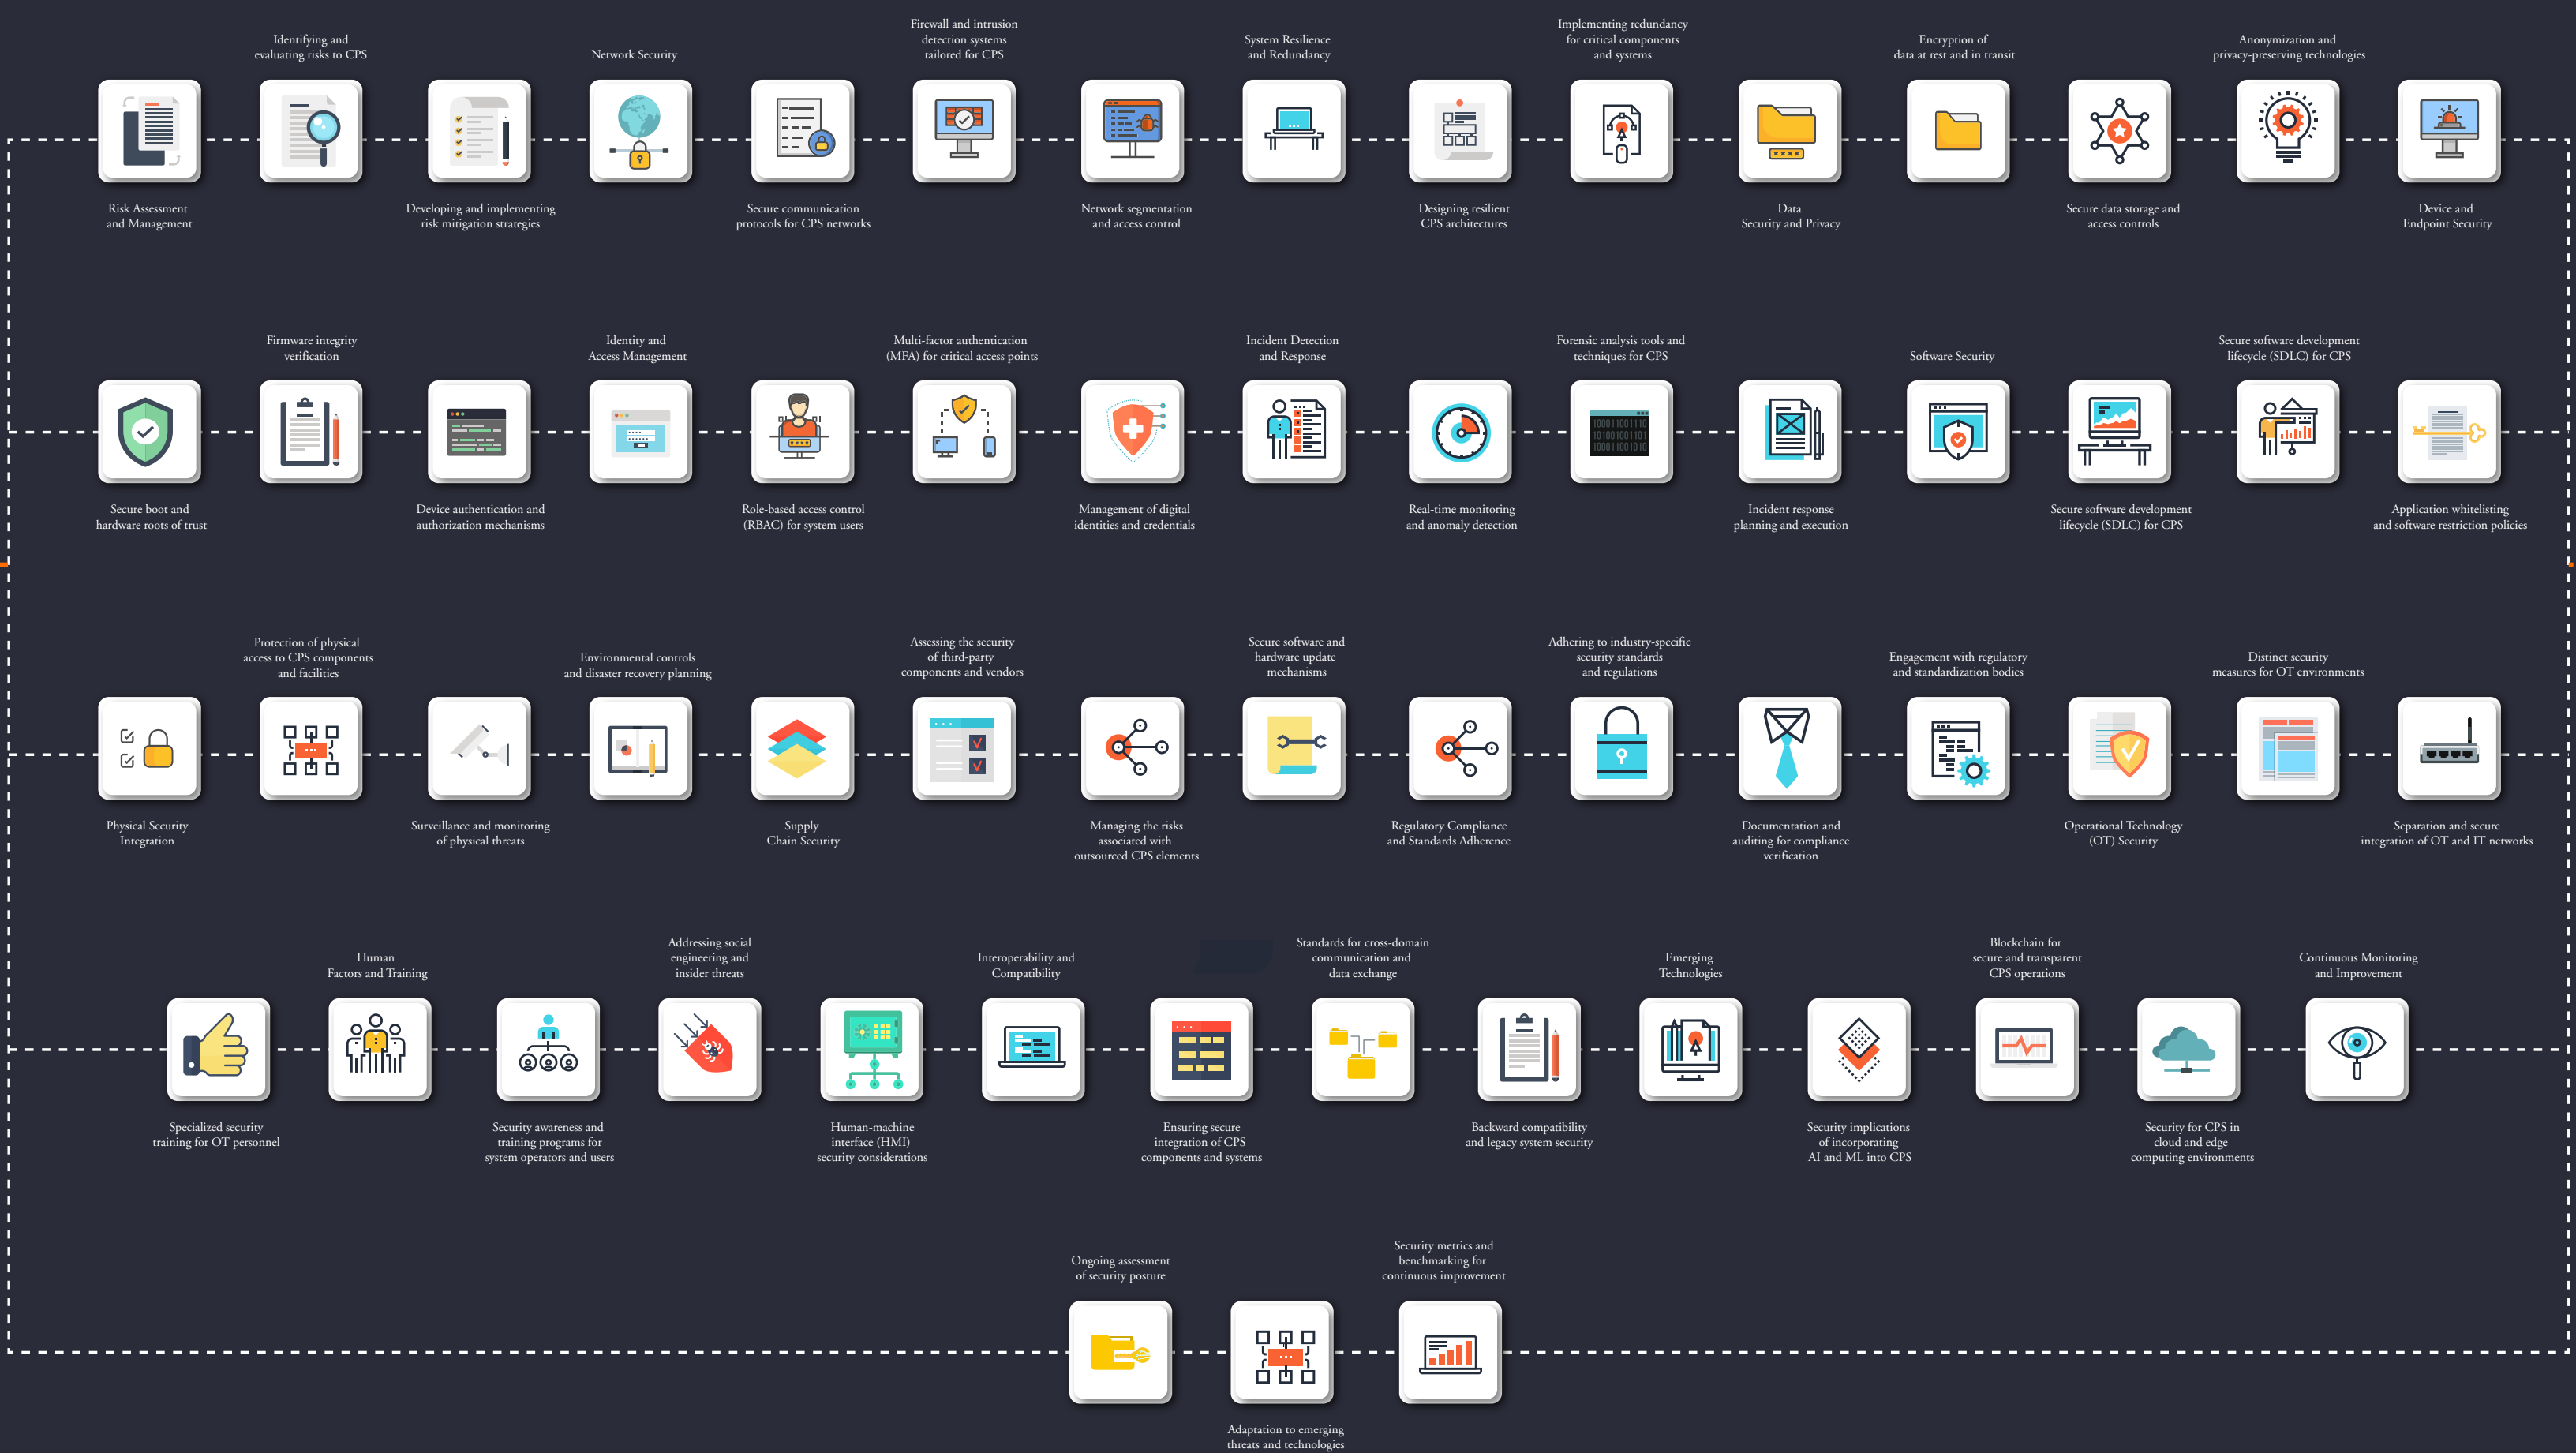 Identifying and
evaluating risks to CPS
Network Security
Firewall and intrusion
detection systems
tailored for CPS
System Resilience
and Redundancy
Implementing redundancy
for critical components
and systems
Encryption of
data at rest and in transit
Anonymization and
privacy-preserving technologies
Risk Assessment
and Management
Developing and implementing
risk mitigation strategies
Secure communication
protocols for CPS networks
Network segmentation
and access control
Designing resilient
CPS architectures
Data
Security and Privacy
Secure data storage and
access controls
Device and
Endpoint Security
Firmware integrity
verification
Identity and
Access Management
Multi-factor authentication
(MFA) for critical access points
Incident Detection
and Response
Forensic analysis tools and
techniques for CPS
Software Security
Secure software development
lifecycle (SDLC) for CPS
100011001110
101001001101
100011001010
Secure boot and
hardware roots of trust
Device authentication and
authorization mechanisms
Role-based access control
(RBAC) for system users
Management of digital
identities and credentials
Real-time monitoring
and anomaly detection
Incident response
planning and execution
Secure software development
lifecycle (SDLC) for CPS
Application whitelisting
and software restriction policies
Protection of physical
access to CPS components
and facilities
Environmental controls
and disaster recovery planning
Assessing the security
of third-party
components and vendors
Secure software and
hardware update
mechanisms
Adhering to industry-specific
security standards
and regulations
Engagement with regulatory
and standardization bodies
Distinct security
measures for OT environments
Physical Security
Integration
Surveillance and monitoring
of physical threats
Supply
Chain Security
Managing the risks
associated with
outsourced CPS elements
Regulatory Compliance
and Standards Adherence
Documentation and
auditing for compliance
verification
Operational Technology
(OT) Security
Separation and secure
integration of OT and IT networks
Human
Factors and Training
Addressing social
engineering and
insider threats
Interoperability and
Compatibility
Standards for cross-domain
communication and
data exchange
Emerging
Technologies
Blockchain for
secure and transparent
CPS operations
Continuous Monitoring
and Improvement
Specialized security
training for OT personnel
Security awareness and
training programs for
system operators and users
Human-machine
interface (HMI)
security considerations
Ensuring secure
integration of CPS
components and systems
Backward compatibility
and legacy system security
Security implications
of incorporating
AI and ML into CPS
Security for CPS in
cloud and edge
computing environments
Ongoing assessment
of security posture
Security metrics and
benchmarking for
continuous improvement
Adaptation to emerging
threats and technologies